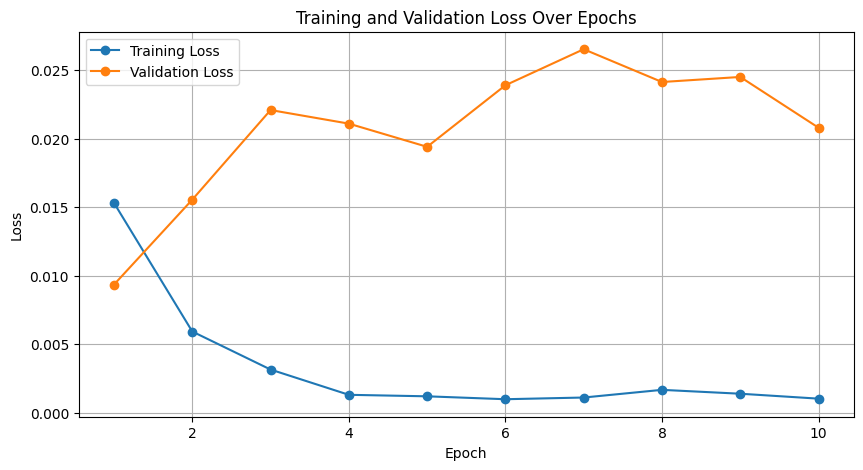 Training and Validation Loss Over Epochs
Training Loss
Validation Loss
0.025
0.020
0.015
0.010
0.005
0.000
Loss
2
4
6
8
10
Epoch